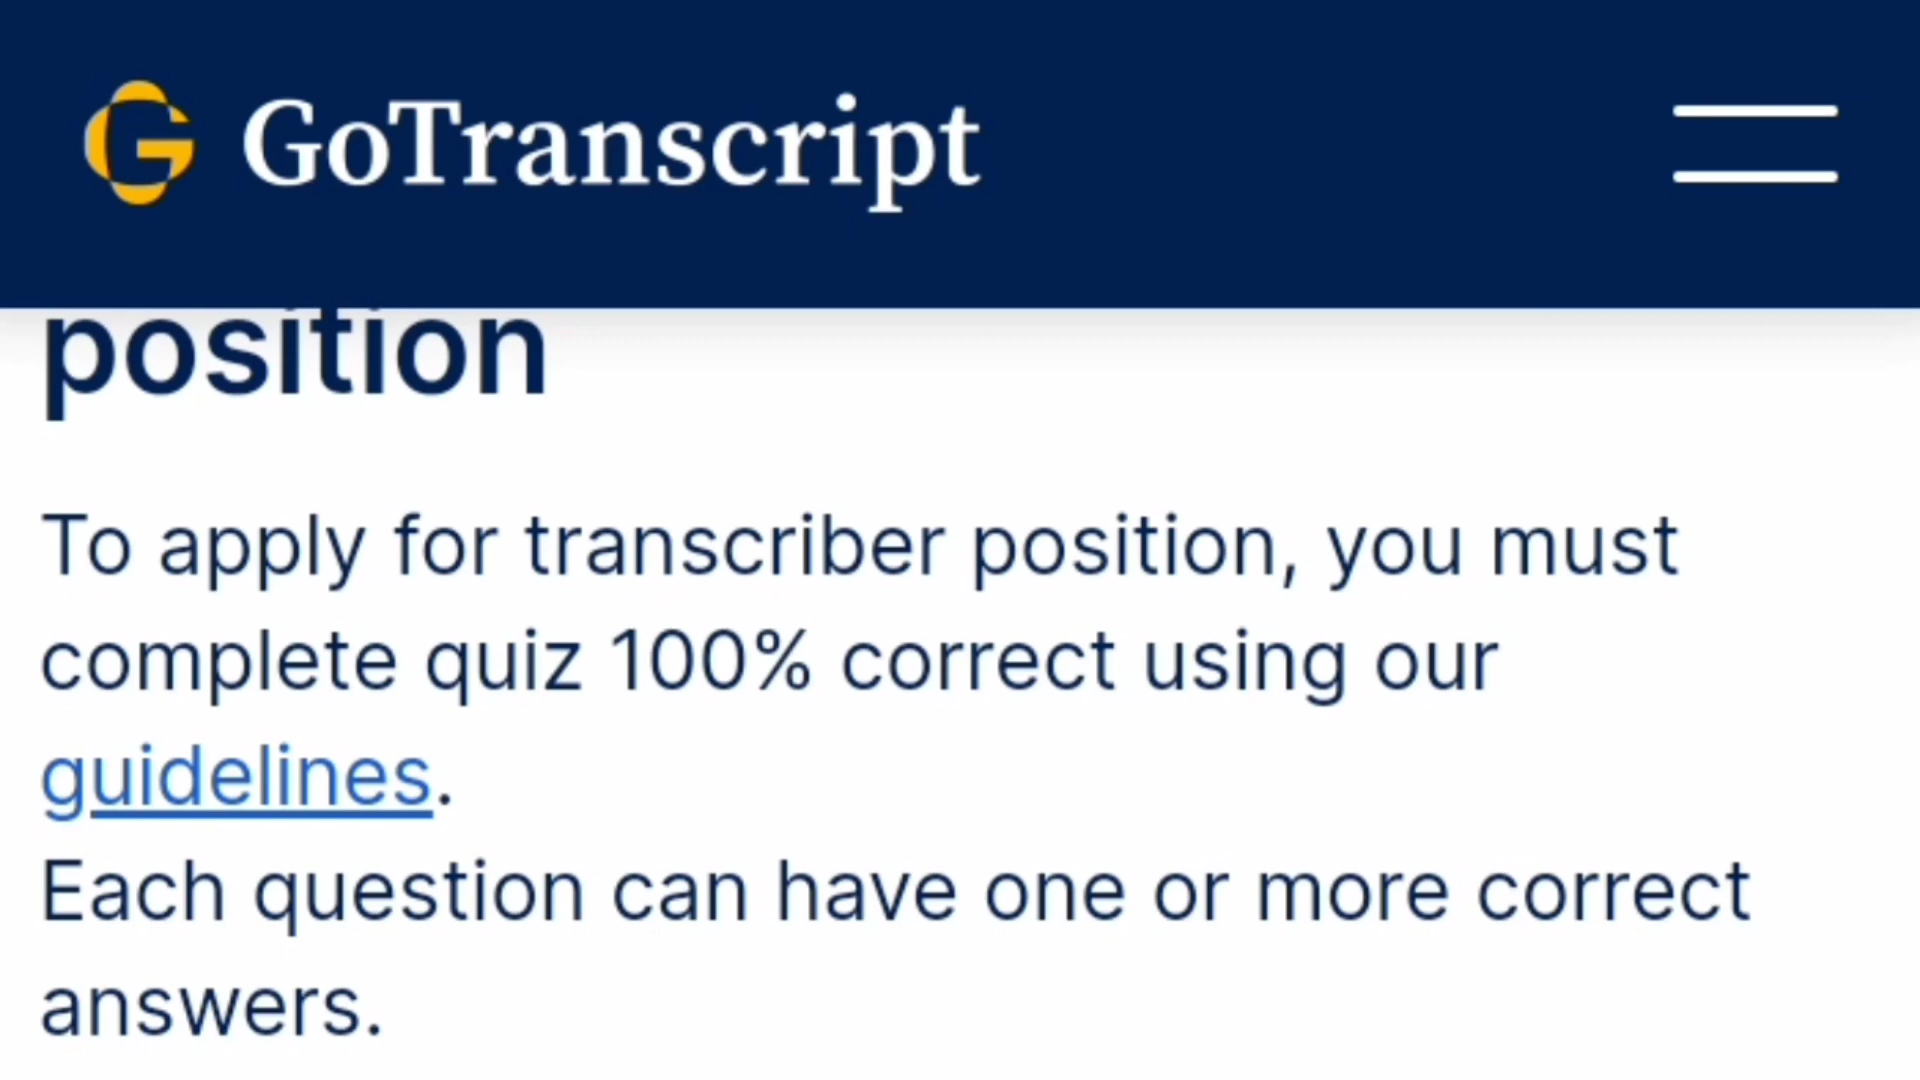 GoTranscript
position
To apply for transcriber position, you must
complete quiz 100% correct using our
guidelines.
Each question can have one or more correct
answers.